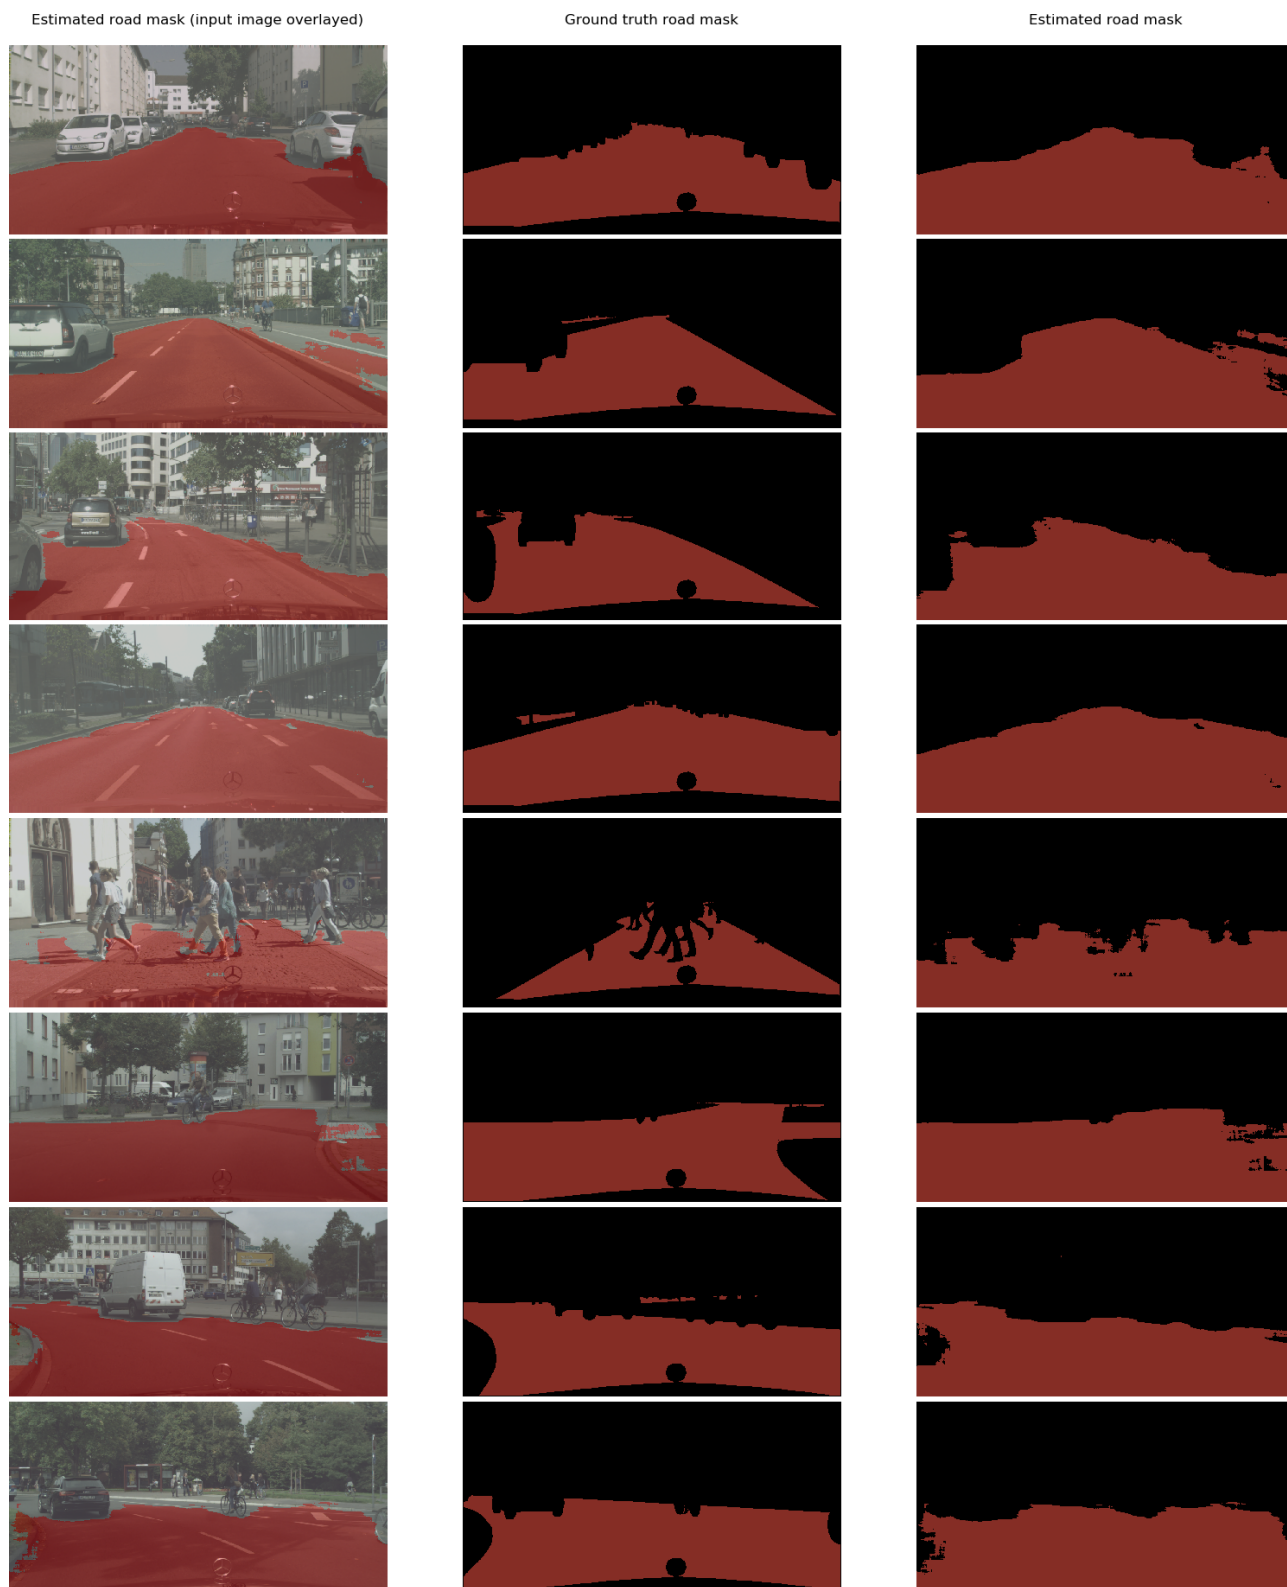 Estimated road mask (input image overlayed)
Ground truth road mask
Estimated road mask